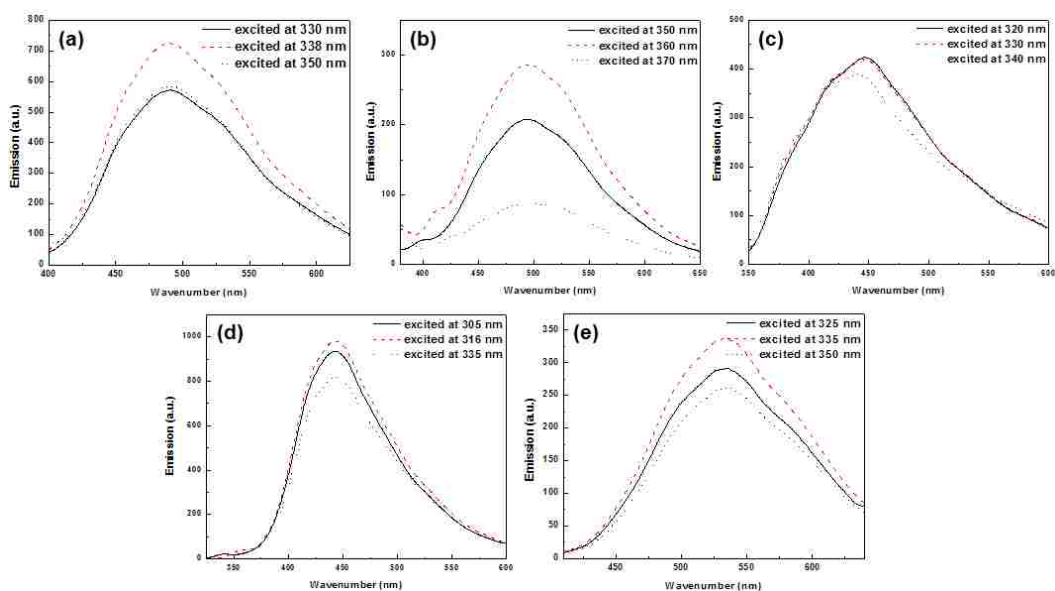 (a)
excited at 330 nm
excited at 338 nm
excited at 350 nm
Emission (a.u.)
800
700
600
500
400
300
200
100
0
400 450 500 550 600
Wavenumber (nm)
(b)
excited at 350 nm
excited at 360 nm
excited at 370 nm
Emission (a.u.)
300
200
100
0
400 450 500 550 600 650
Wavenumber (nm)
(c)
excited at 320 nm
excited at 330 nm
excited at 340 nm
Emission (a.u.)
500
400
300
200
100
0
350 400 450 500 550 600
Wavenumber (nm)
(d)
excited at 305 nm
excited at 316 nm
excited at 335 nm
Emission (a.u.)
1000
800
600
400
200
0
350 400 450 500 550 600
Wavenumber (nm)
(e)
excited at 325 nm
excited at 335 nm
excited at 350 nm
Emission (a.u.)
350
300
250
200
150
100
50
0
450 500 550 600
Wavenumber (nm)